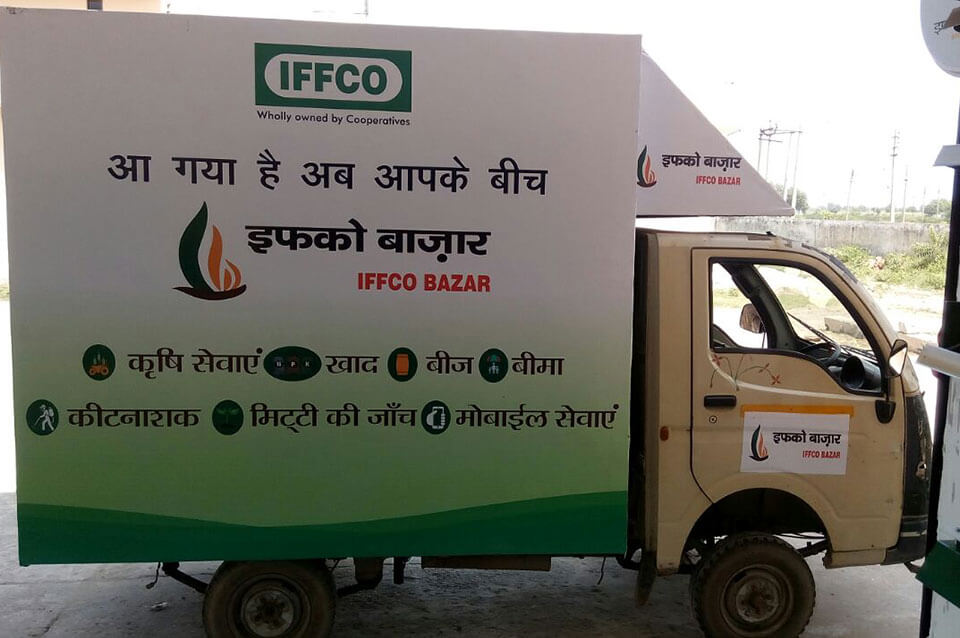 IFFCO
Wholly owned by Cooperatives
आ गया है अब आपके बीच
इफको बाज़ार
IFFCO BAZAR
कृषि सेवाएं खाद बीज बीमा
कीटनाशक मिट्टी की जाँच मोबाईल सेवाएं
इफको बाज़ार
IFFCO BAZAR
इफको बाज़ार
IFFCO BAZAR